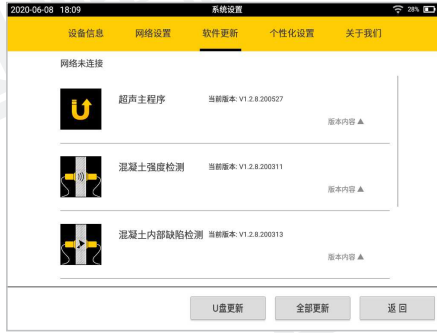 2020-06-08 18:09 系统设置 28%
设备信息 网络设置 软件更新 个性化设置 关于我们
网络未连接
超声主程序 当前版本: V1.2.8.200527
版本内容 ▲
混凝土强度检测 当前版本: V1.2.8.200311
版本内容 ▲
混凝土内部缺陷检测 当前版本: V1.2.8.200313
版本内容 ▲
U盘更新 全部更新 返 回